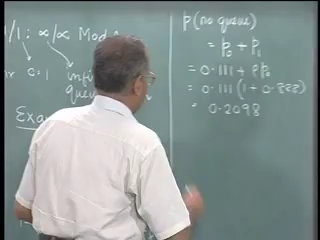 /1 : ∞/∞ Mod
0.1 infi
queu
Exa
p(no queue)
= p₀ + p₁
= 0.111 + ρp₀
= 0.111(1 + 0.888)
= 0.2098